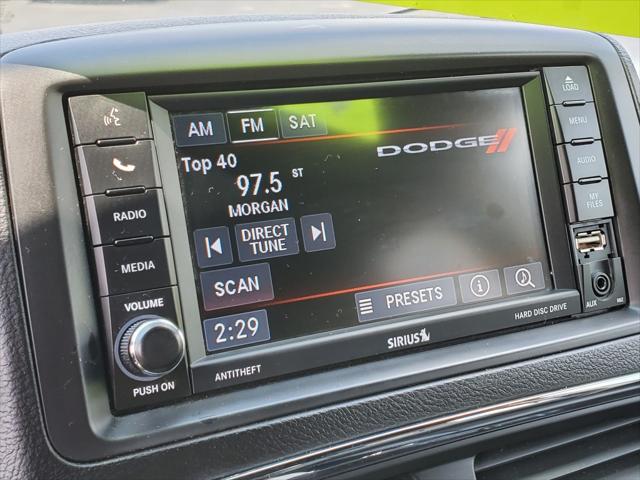 LOAD
MENU
AUDIO
MY
FILES
AUX
AM FM SAT
Top 40
DODGE
97.5 ST
MORGAN
DIRECT
TUNE
SCAN
PRESETS
2:29
RADIO
MEDIA
VOLUME
PUSH ON
ANTITHEFT
SIRIUS
HARD DISC DRIVE